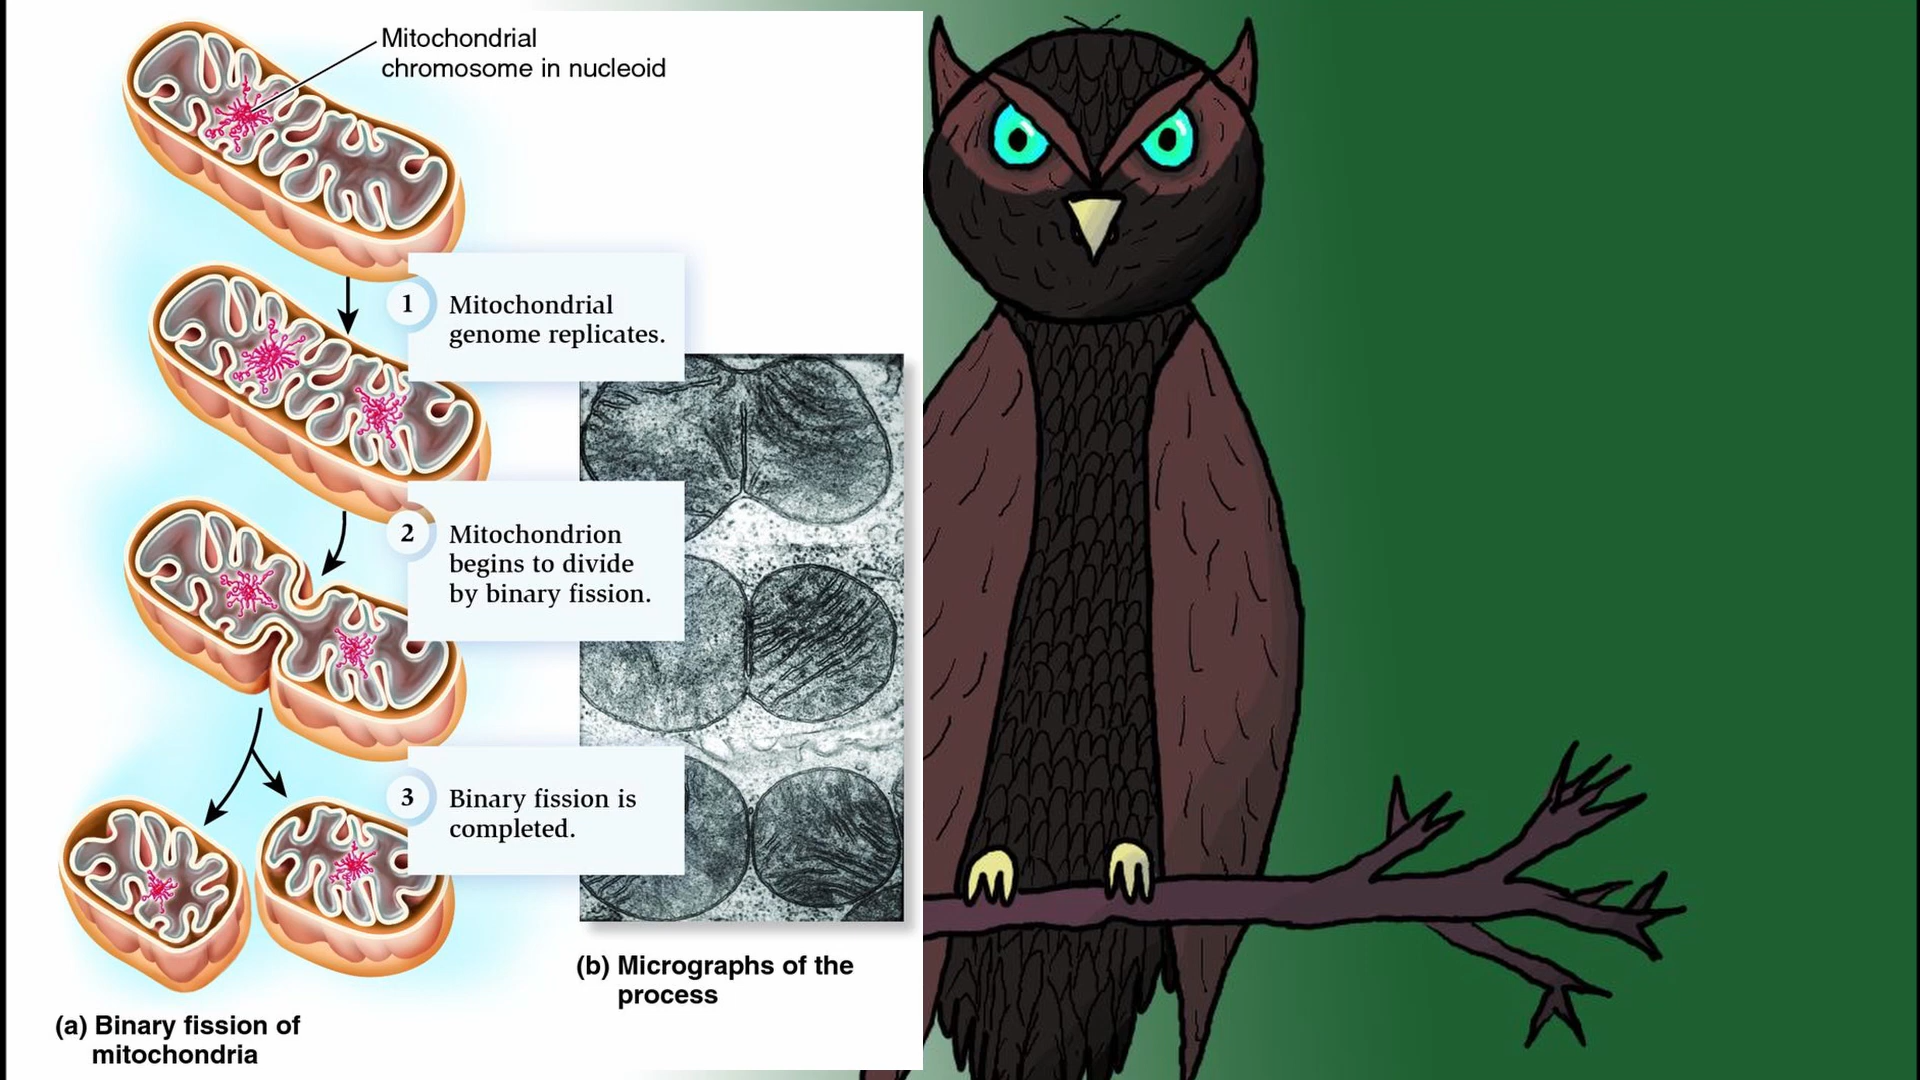 Mitochondrial
chromosome in nucleoid
1 Mitochondrial
genome replicates.
2 Mitochondrion
begins to divide
by binary fission.
3 Binary fission is
completed.
(b) Micrographs of the
process
(a) Binary fission of
mitochondria